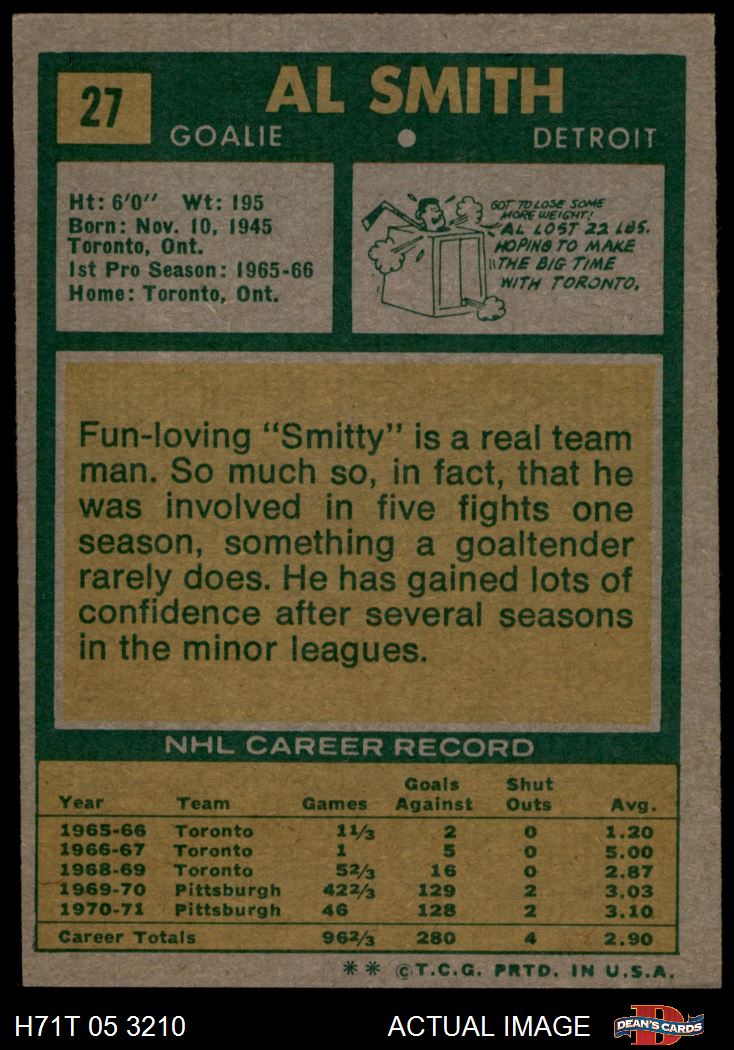 27
AL SMITH
GOALIE ● DETROIT
Ht: 6'0" Wt: 195
Born: Nov. 10, 1945
Toronto, Ont.
1st Pro Season: 1965-66
Home: Toronto, Ont.
GOT TO LOSE SOME
MORE WEIGHT!
AL LOST 22 LBS.
HOPING TO MAKE
THE BIG TIME
WITH TORONTO.
Fun-loving "Smitty" is a real team
man. So much so, in fact, that he
was involved in five fights one
season, something a goaltender
rarely does. He has gained lots of
confidence after several seasons
in the minor leagues.
NHL CAREER RECORD
Goals Shut
Year Team Games Against Outs Avg.
1965-66 Toronto 11/3 2 0 1.20
1966-67 Toronto 1 5 0 5.00
1968-69 Toronto 52/3 16 0 2.87
1969-70 Pittsburgh 422/3 129 2 3.03
1970-71 Pittsburgh 46 128 2 3.10
Career Totals 962/3 280 4 2.90
** ©T.C.G. PRTD. IN U.S.A.
H71T 05 3210 ACTUAL IMAGE DEAN'S CARDS